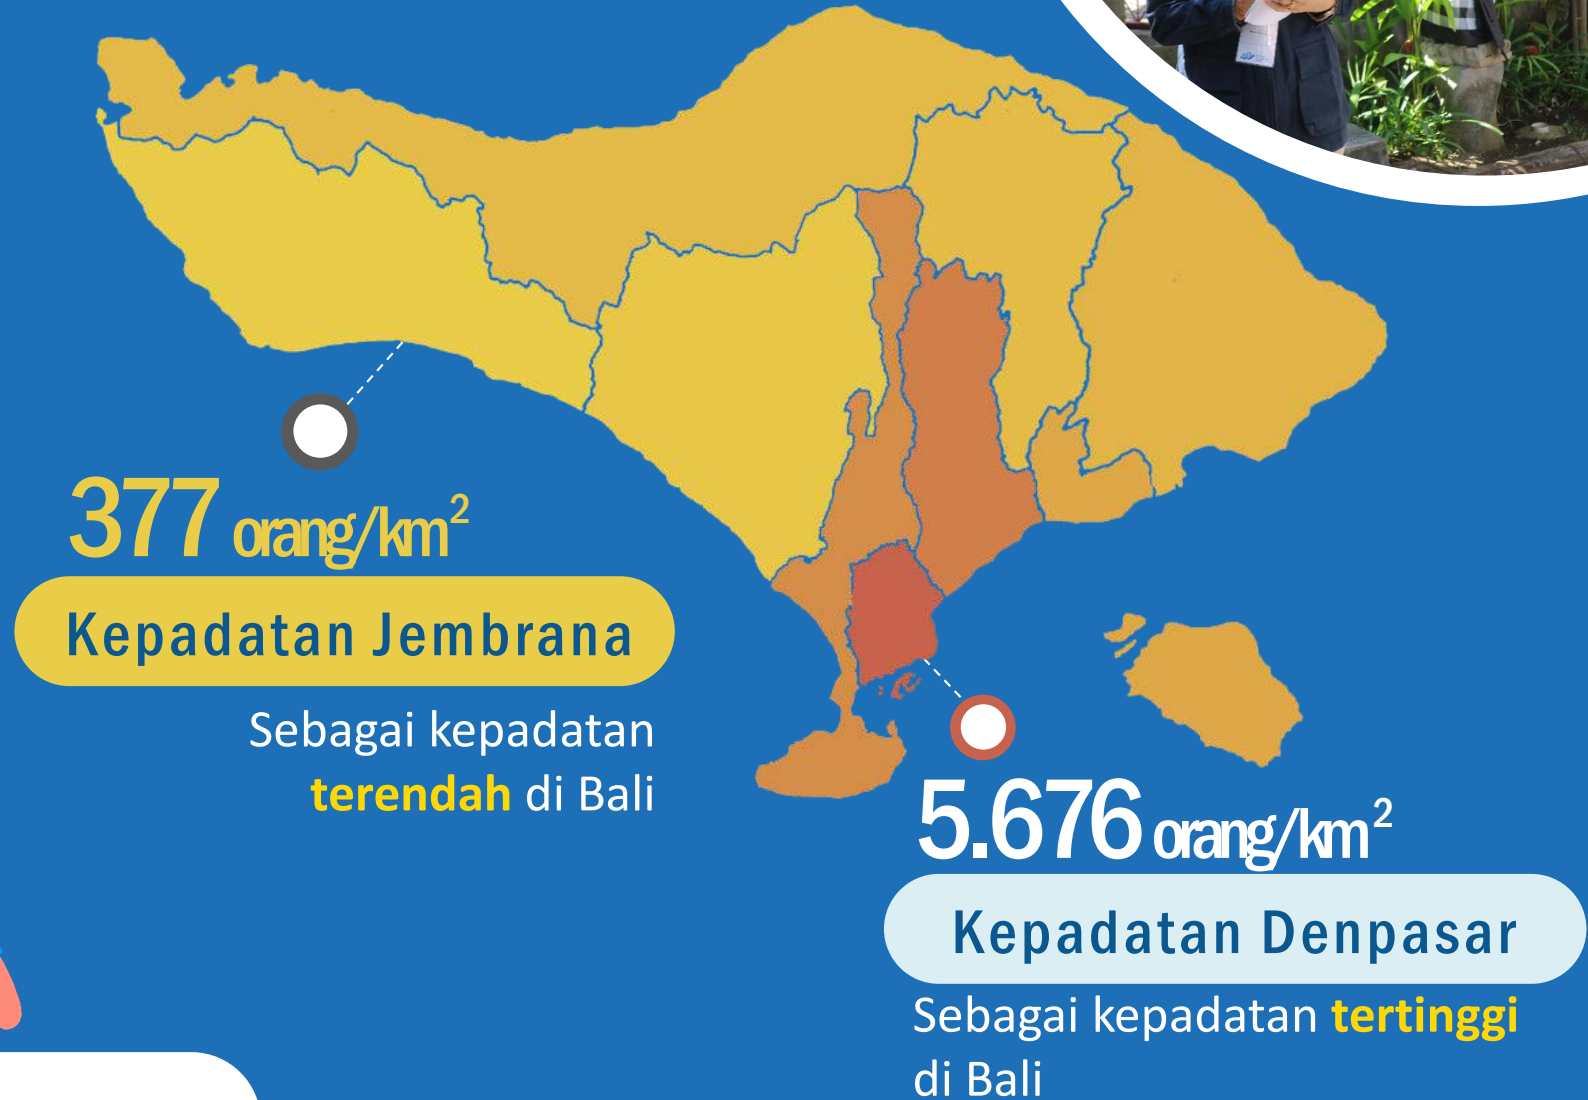 377 orang/km²
Kepadatan Jembrana
Sebagai kepadatan
terendah di Bali
5.676 orang/km²
Kepadatan Denpasar
Sebagai kepadatan tertinggi
di Bali